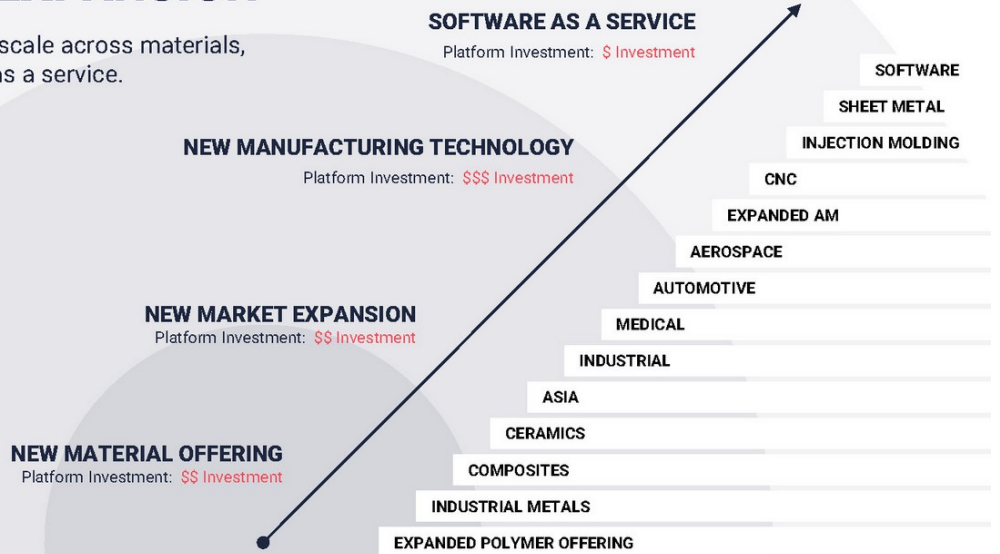 scale across materials,
as a service.
SOFTWARE AS A SERVICE
Platform Investment: $ Investment
NEW MANUFACTURING TECHNOLOGY
Platform Investment: $$$ Investment
NEW MARKET EXPANSION
Platform Investment: $$ Investment
NEW MATERIAL OFFERING
Platform Investment: $$ Investment
SOFTWARE
SHEET METAL
INJECTION MOLDING
CNC
EXPANDED AM
AEROSPACE
AUTOMOTIVE
MEDICAL
INDUSTRIAL
ASIA
CERAMICS
COMPOSITES
INDUSTRIAL METALS
EXPANDED POLYMER OFFERING